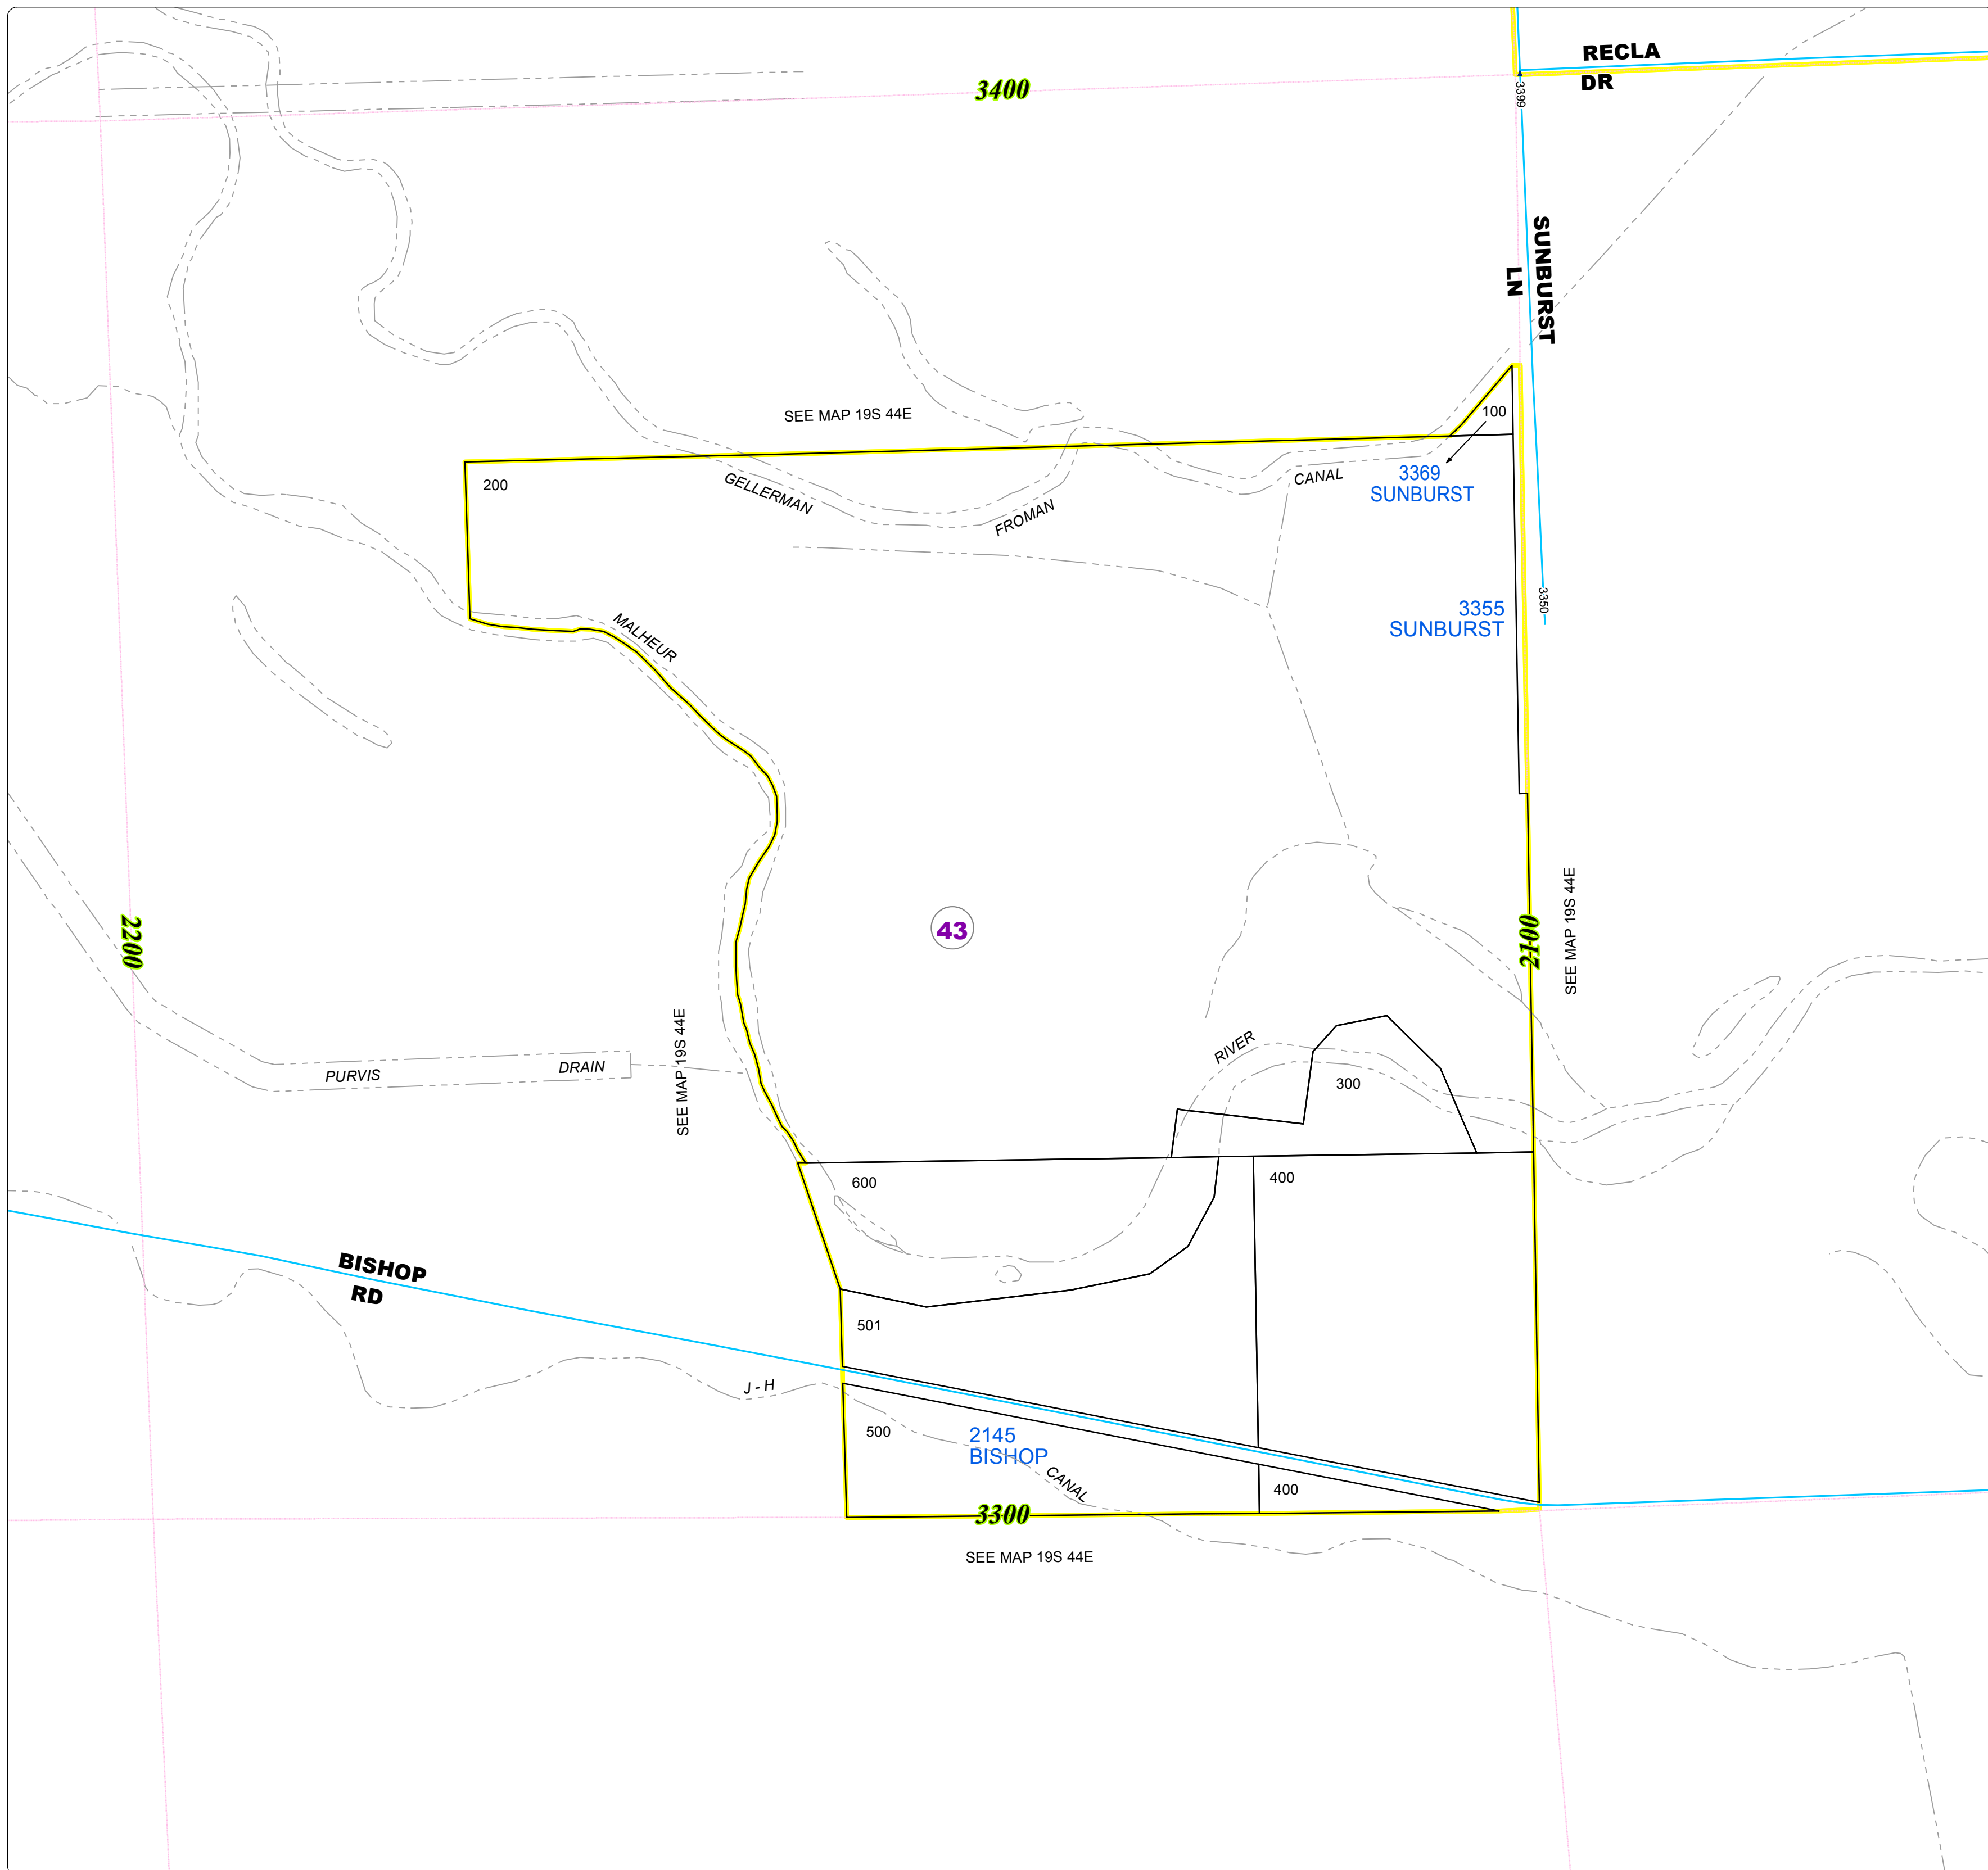 RECLA
DR
3400
3399
SUNBURST
LN
SEE MAP 19S 44E
100
200
GELLERMAN
FROMAN
CANAL
3369
SUNBURST
3355
SUNBURST
3350
MALHEUR
43
2200
2100
SEE MAP 19S 44E
SEE MAP 19S 44E
PURVIS
DRAIN
RIVER
300
600
400
BISHOP
RD
501
J - H
500
2145
BISHOP
CANAL
400
3300
SEE MAP 19S 44E